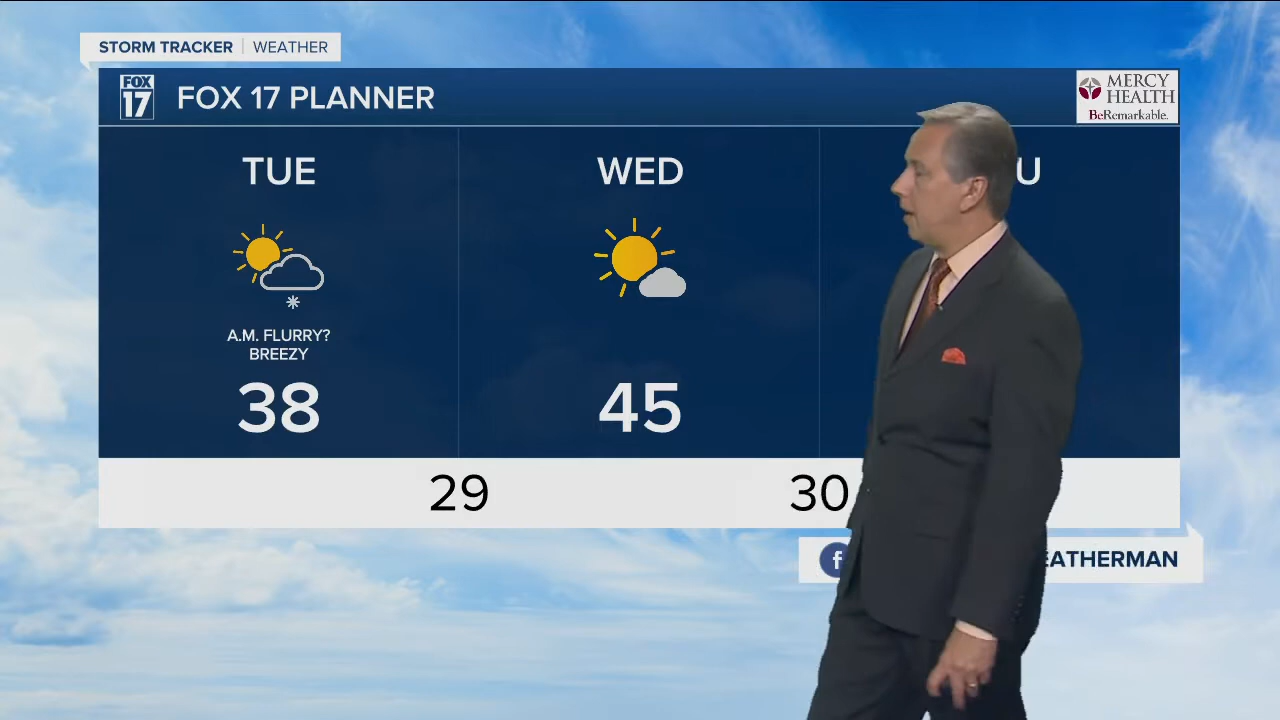 STORM TRACKER | WEATHER
FOX 17
FOX 17 PLANNER
MERCY HEALTH
BeRemarkable.
TUE
WED
U
A.M. FLURRY?
BREEZY
38
45
29
30
f
EATHERMAN